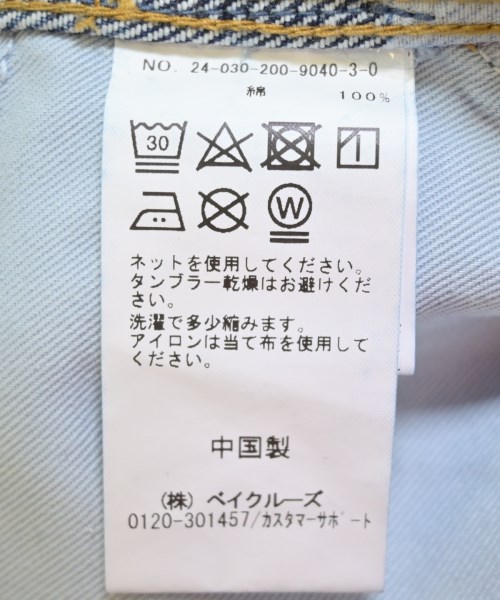 NO. 24-030-200-9040-3-0
綿 100%
30
W
ネットを使用してください。
タンブラー乾燥はお避けくだ
さい。
洗濯で多少縮みます。
アイロンは当て布を使用して
ください。
中国製
(株) ベイクルーズ
0120-301457/カスタマーサポート